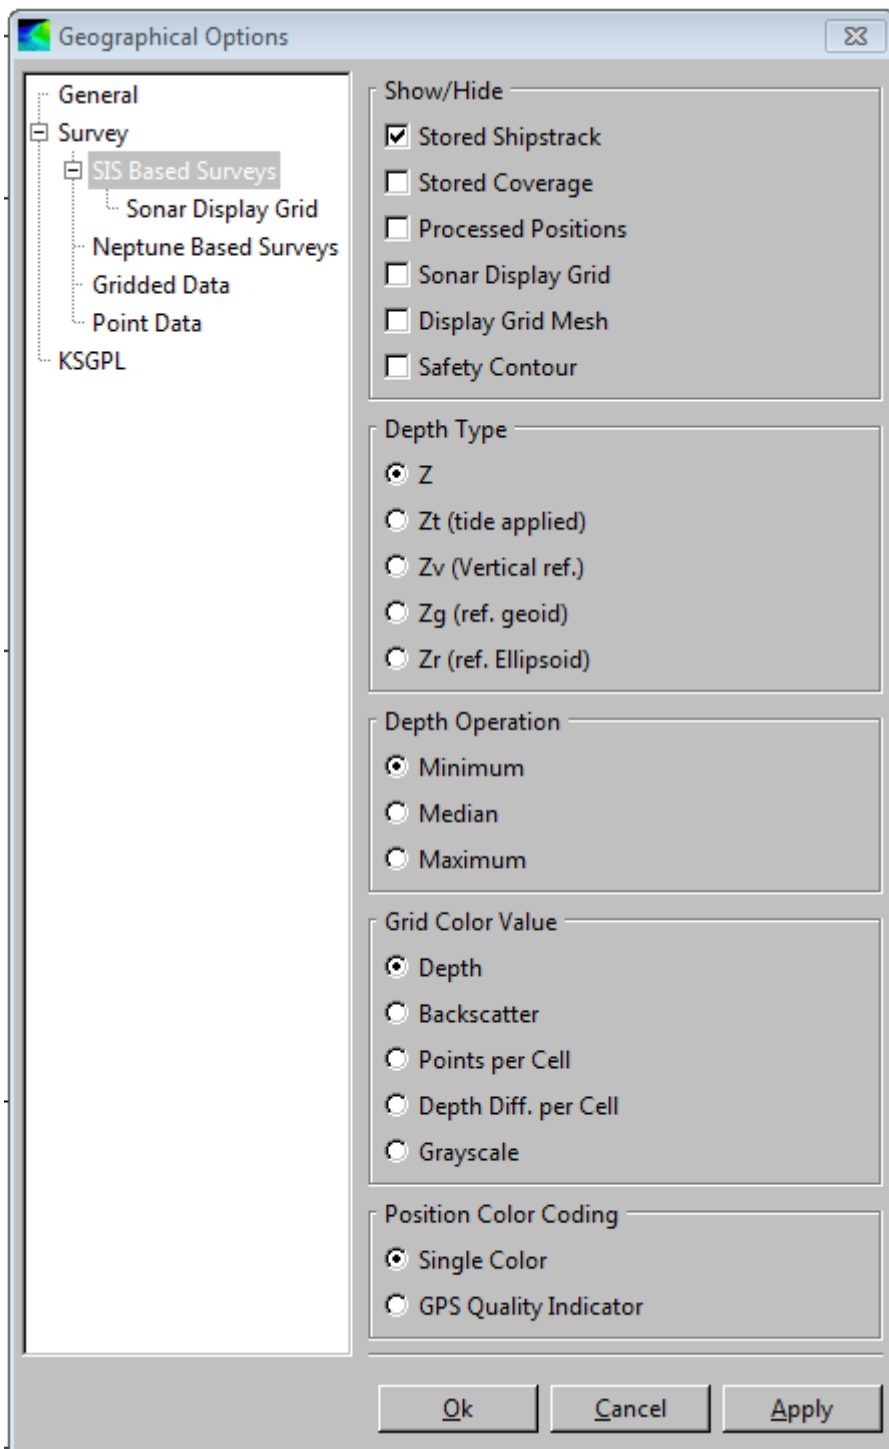 Geographical Options
General
Survey
SIS Based Surveys
Sonar Display Grid
Neptune Based Surveys
Gridded Data
Point Data
KSGPL
Show/Hide
Stored Shipstrack
Stored Coverage
Processed Positions
Sonar Display Grid
Display Grid Mesh
Safety Contour
Depth Type
Z
Zt (tide applied)
Zv (Vertical ref.)
Zg (ref. geoid)
Zr (ref. Ellipsoid)
Depth Operation
Minimum
Median
Maximum
Grid Color Value
Depth
Backscatter
Points per Cell
Depth Diff. per Cell
Grayscale
Position Color Coding
Single Color
GPS Quality Indicator
Ok Cancel Apply